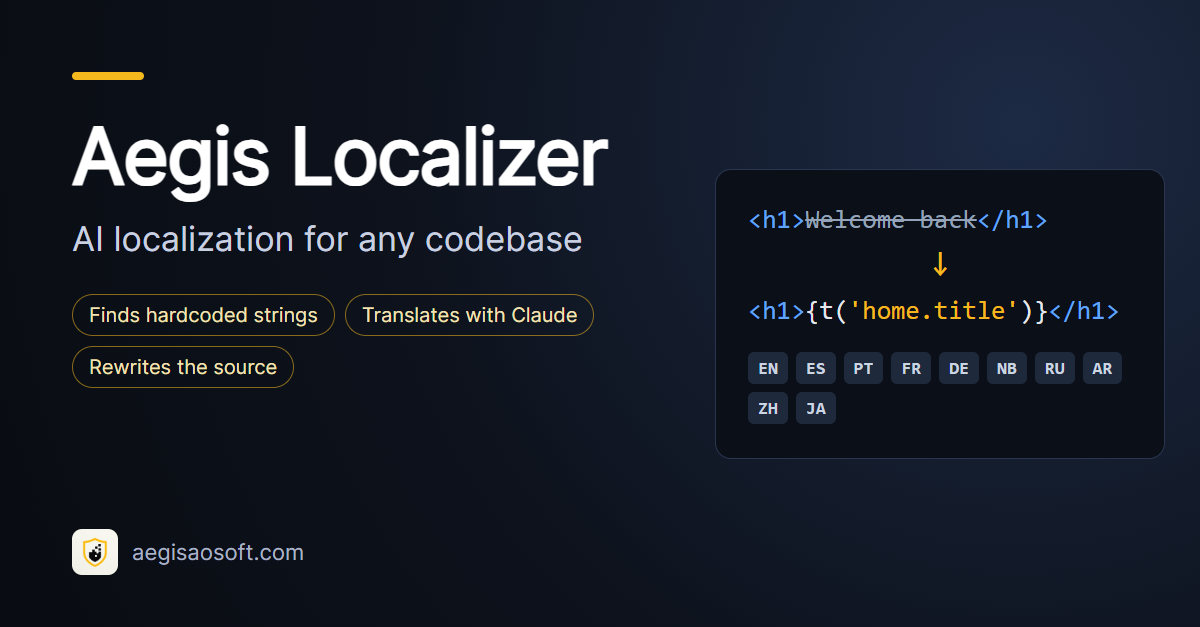 Aegis Localizer
AI localization for any codebase
Finds hardcoded strings
Translates with Claude
Rewrites the source
<h1>Welcome back</h1>
↓
<h1>{t('home.title')}</h1>
EN ES PT FR DE NB RU AR
ZH JA
aegisaosoft.com